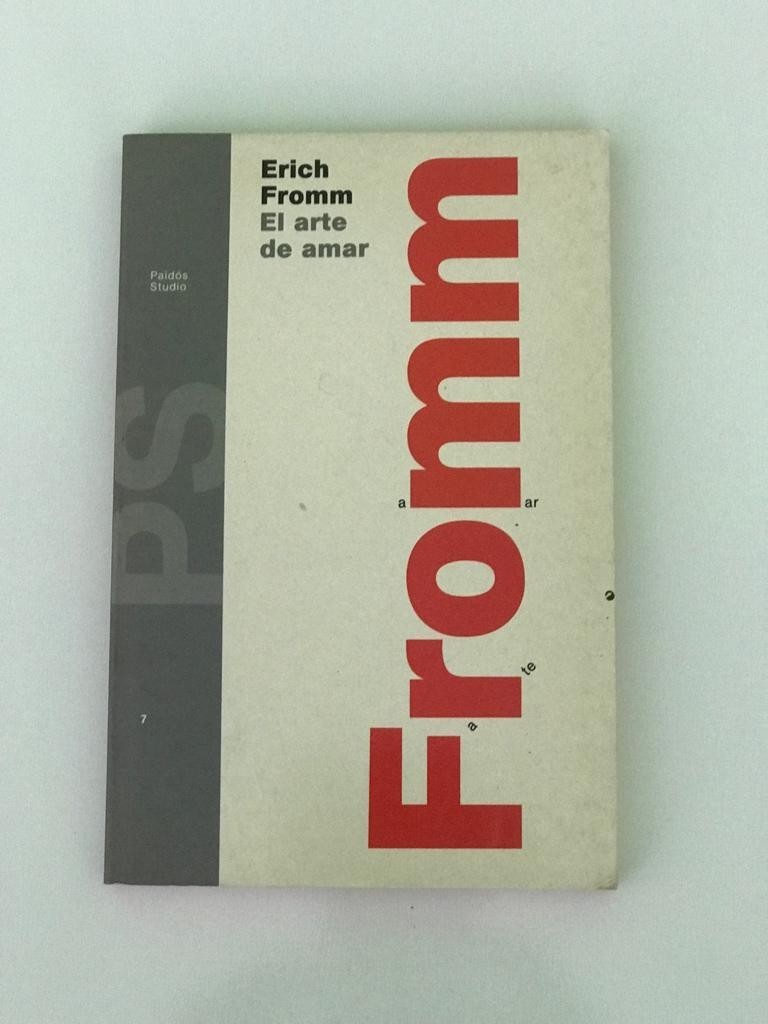 Erich
Fromm
El arte
de amar
Paidós
Studio
PS
7
Fromm
a ar
a te